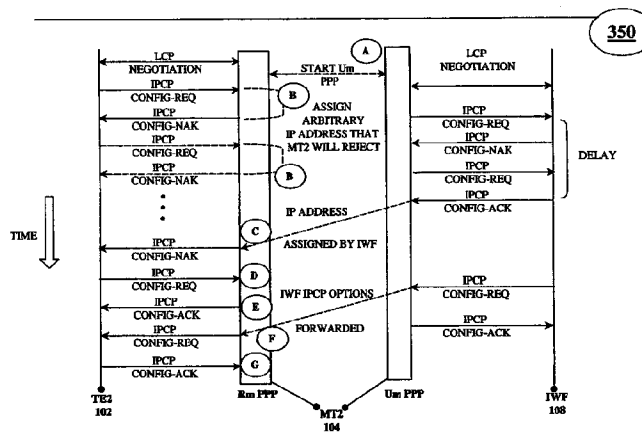 350
A
LCP
NEGOTIATION
START Um
PPP
LCP
NEGOTIATION
IPCP
CONFIG-REQ
B
ASSIGN
ARBITRARY
IP ADDRESS THAT
MT2 WILL REJECT
IPCP
CONFIG-NAK
IPCP
CONFIG-REQ
IPCP
CONFIG-NAK
B
IPCP
CONFIG-REQ
IPCP
CONFIG-NAK
IPCP
CONFIG-REQ
IPCP
CONFIG-ACK
DELAY
TIME
IP ADDRESS
ASSIGNED BY IWF
C
IPCP
CONFIG-NAK
D
IPCP
CONFIG-REQ
E
IPCP
CONFIG-ACK
IWF IPCP OPTIONS
FORWARDED
IPCP
CONFIG-REQ
F
IPCP
CONFIG-REQ
IPCP
CONFIG-ACK
G
IPCP
CONFIG-ACK
TE2
102
Rm PPP
MT2
104
Um PPP
IWF
108